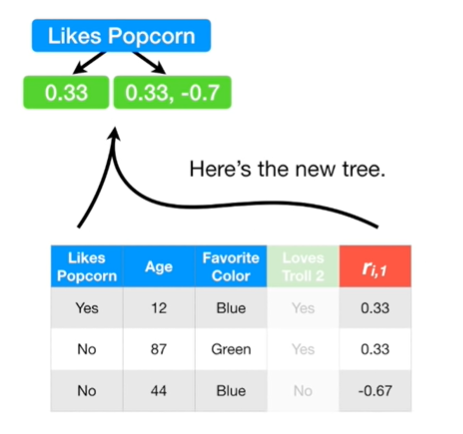 Likes Popcorn
0.33
0.33, -0.7
Here's the new tree.
Likes Popcorn Age Favorite Color Loves Troll 2 ri,1
Yes 12 Blue Yes 0.33
No 87 Green Yes 0.33
No 44 Blue No -0.67